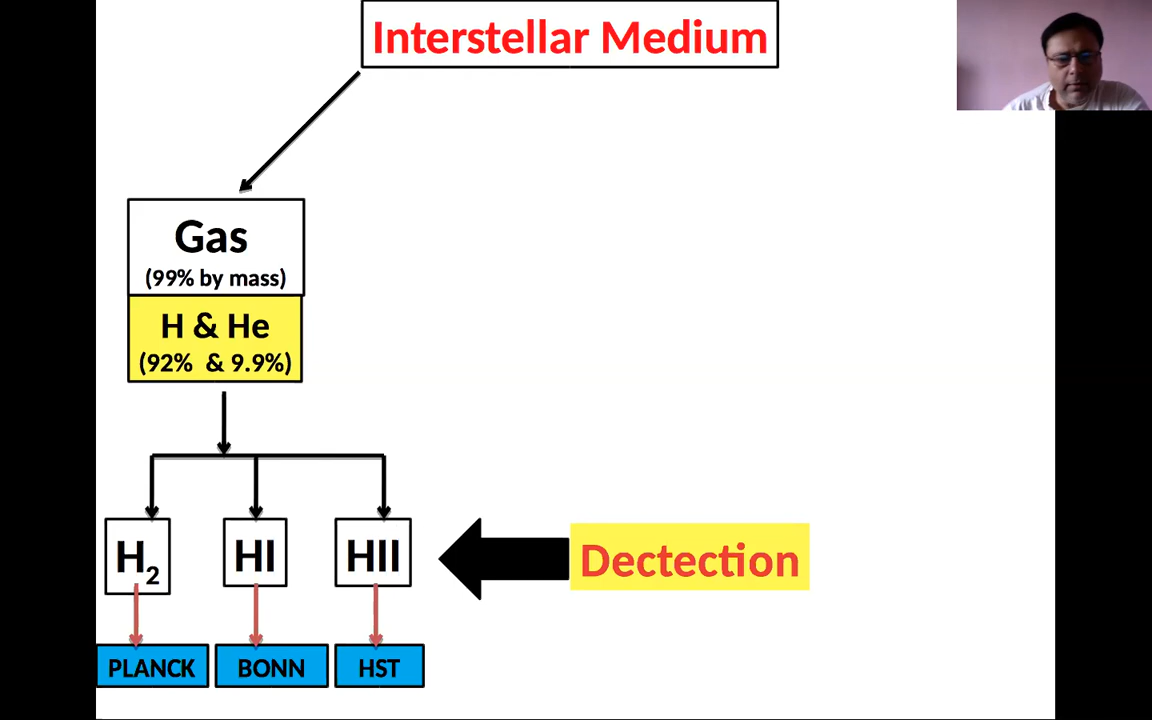 Interstellar Medium
Gas
(99% by mass)
H & He
(92% & 9.9%)
H2
HI
HII
Dectection
PLANCK
BONN
HST